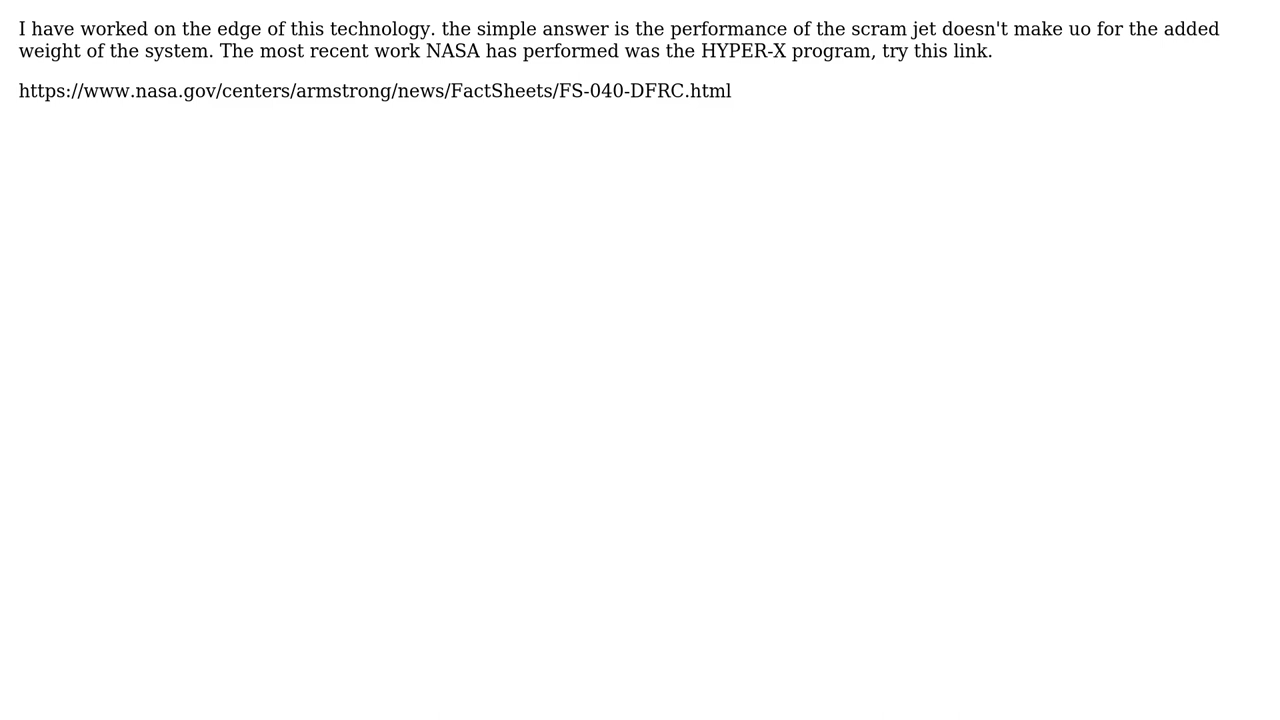 I have worked on the edge of this technology. the simple answer is the performance of the scram jet doesn't make uo for the added
weight of the system. The most recent work NASA has performed was the HYPER-X program, try this link.
https://www.nasa.gov/centers/armstrong/news/FactSheets/FS-040-DFRC.html